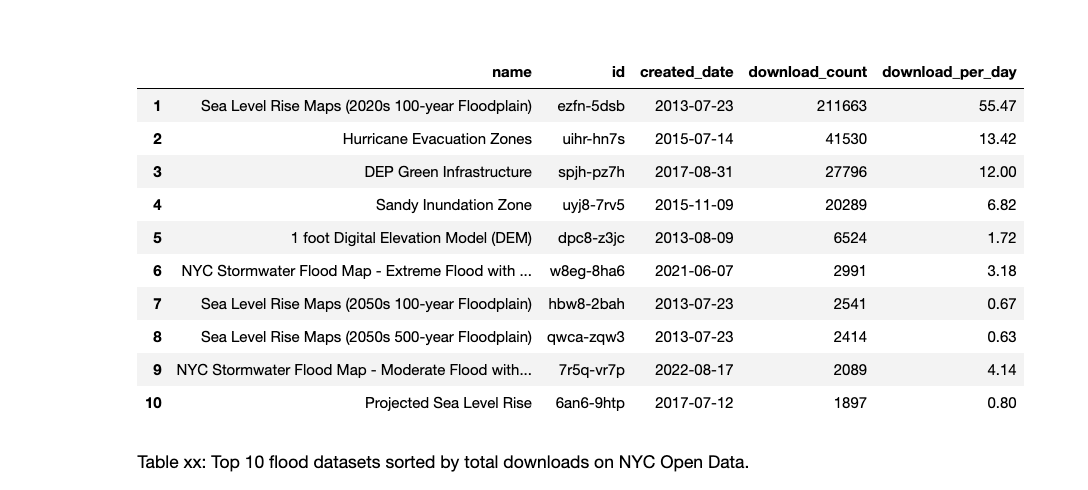 name id created_date download_count download_per_day
1 Sea Level Rise Maps (2020s 100-year Floodplain) ezfn-5dsb 2013-07-23 211663 55.47
2 Hurricane Evacuation Zones uihr-hn7s 2015-07-14 41530 13.42
3 DEP Green Infrastructure spjh-pz7h 2017-08-31 27796 12.00
4 Sandy Inundation Zone uyj8-7rv5 2015-11-09 20289 6.82
5 1 foot Digital Elevation Model (DEM) dpc8-z3jc 2013-08-09 6524 1.72
6 NYC Stormwater Flood Map - Extreme Flood with ... w8eg-8ha6 2021-06-07 2991 3.18
7 Sea Level Rise Maps (2050s 100-year Floodplain) hbw8-2bah 2013-07-23 2541 0.67
8 Sea Level Rise Maps (2050s 500-year Floodplain) qwca-zqw3 2013-07-23 2414 0.63
9 NYC Stormwater Flood Map - Moderate Flood with... 7r5q-vr7p 2022-08-17 2089 4.14
10 Projected Sea Level Rise 6an6-9htp 2017-07-12 1897 0.80
Table xx: Top 10 flood datasets sorted by total downloads on NYC Open Data.